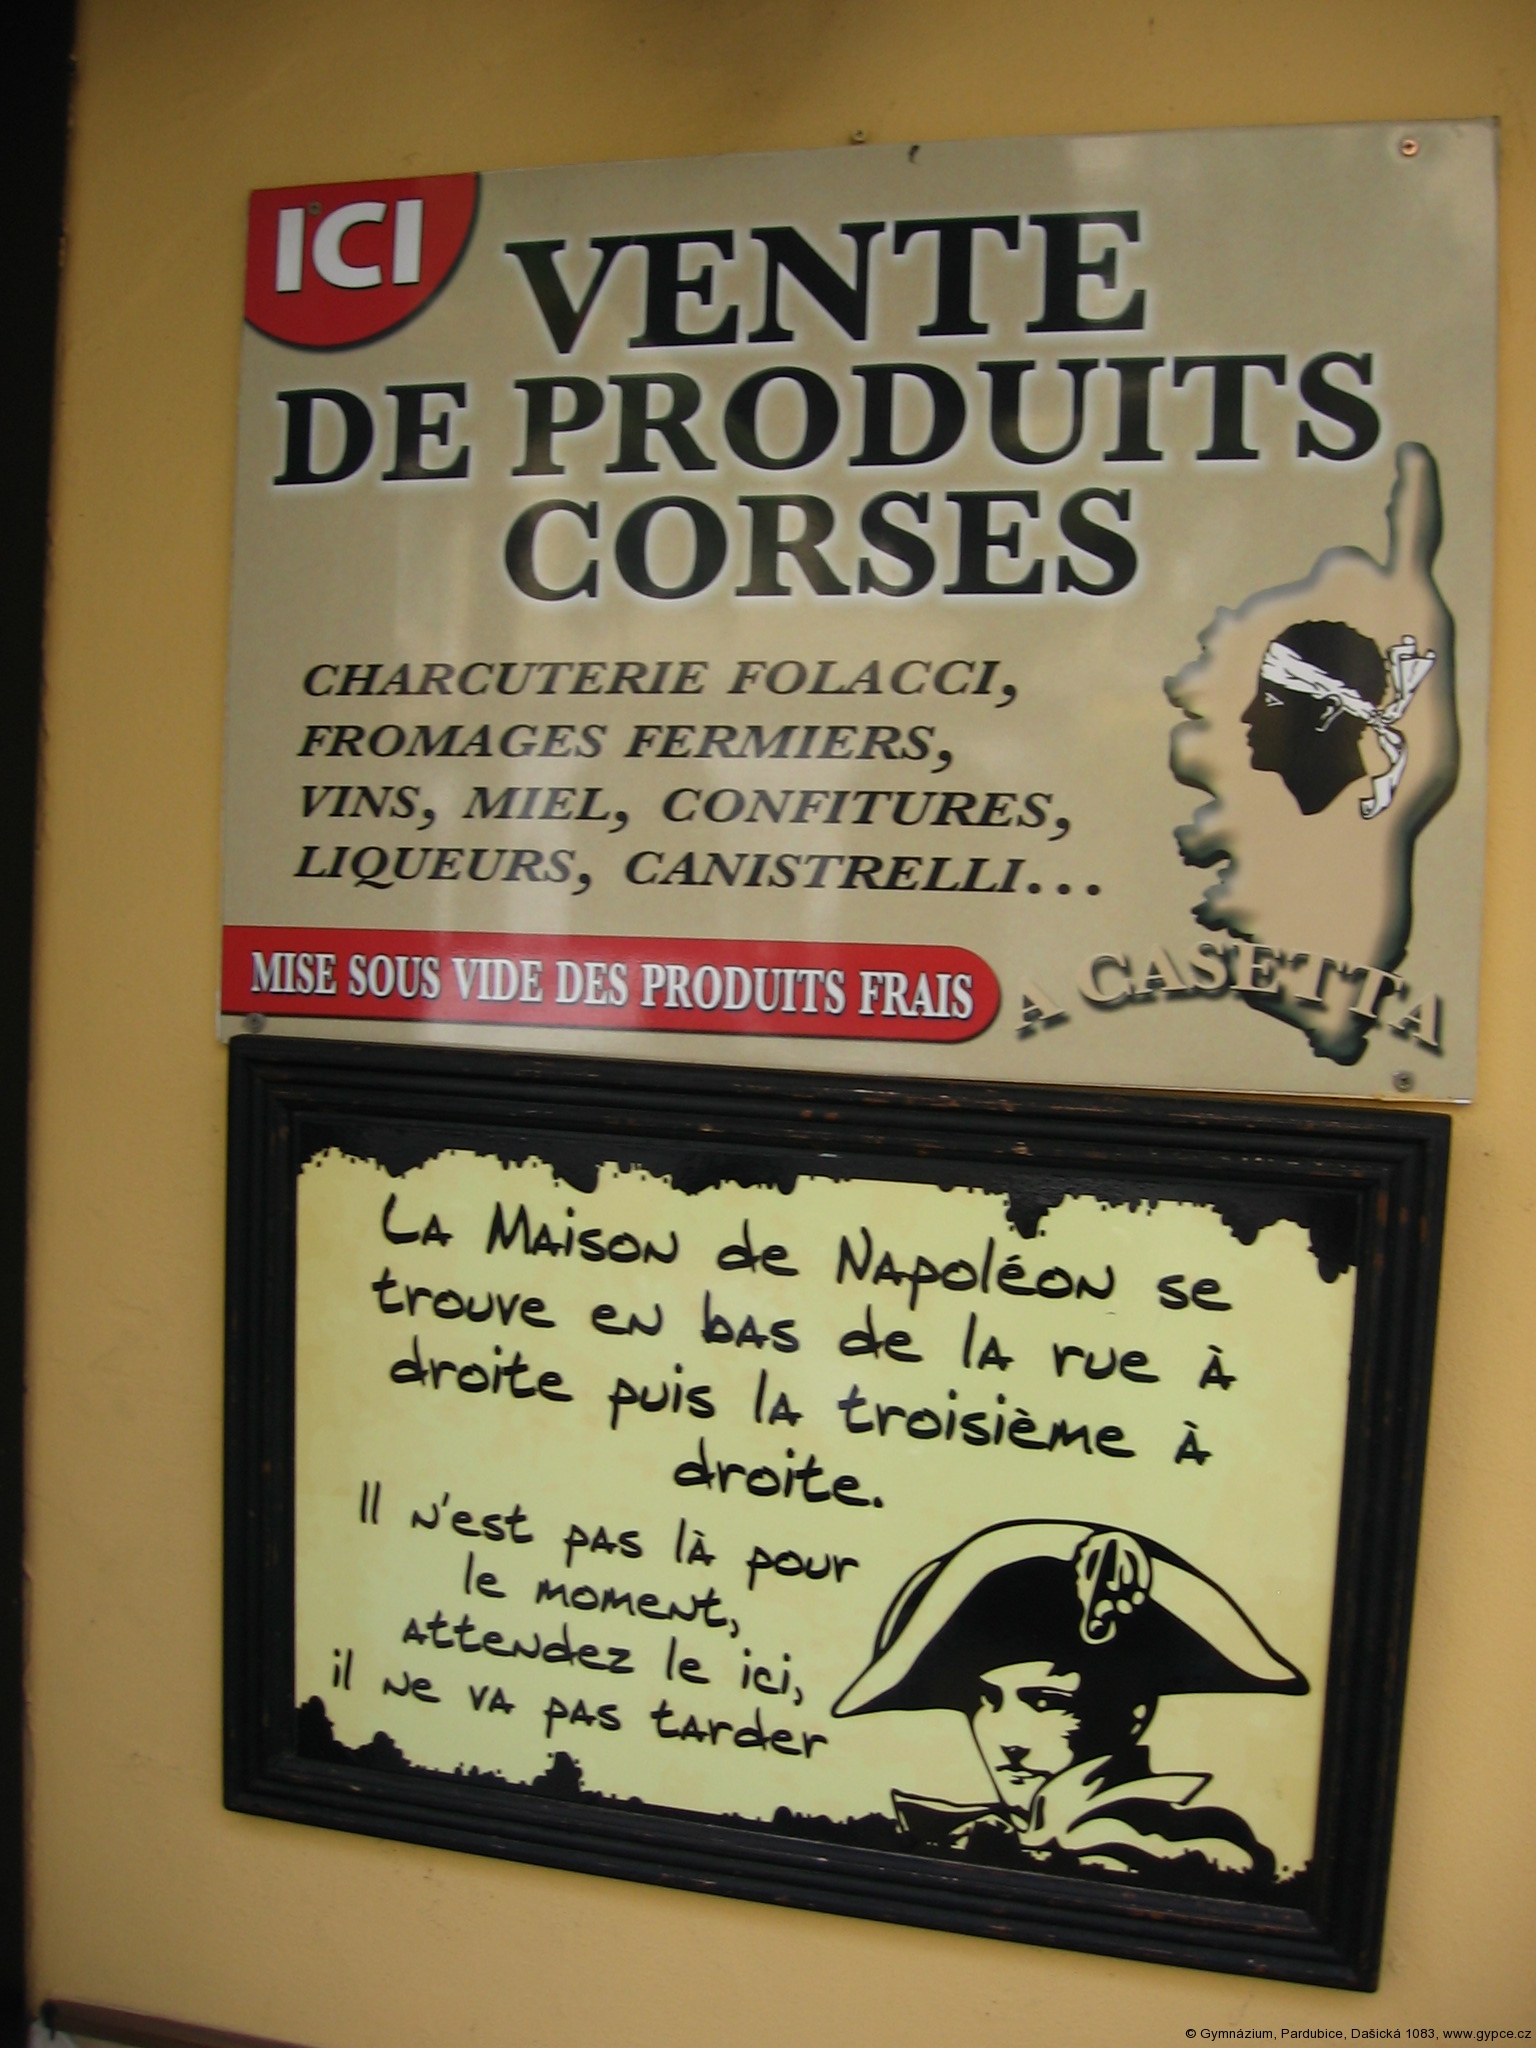 ICI
VENTE
DE PRODUITS
CORSES
CHARCUTERIE FOLACCI,
FROMAGES FERMIERS,
VINS, MIEL, CONFITURES,
LIQUEURS, CANISTRELLI...
MISE SOUS VIDE DES PRODUITS FRAIS
A CASETTA
La Maison de Napoléon se
trouve en bas de la rue à
droite puis la troisième à
droite.
Il n'est pas là pour
le moment,
attendez le ici,
il ne va pas tarder
© Gymnázium, Pardubice, Dašická 1083, www.gypce.cz